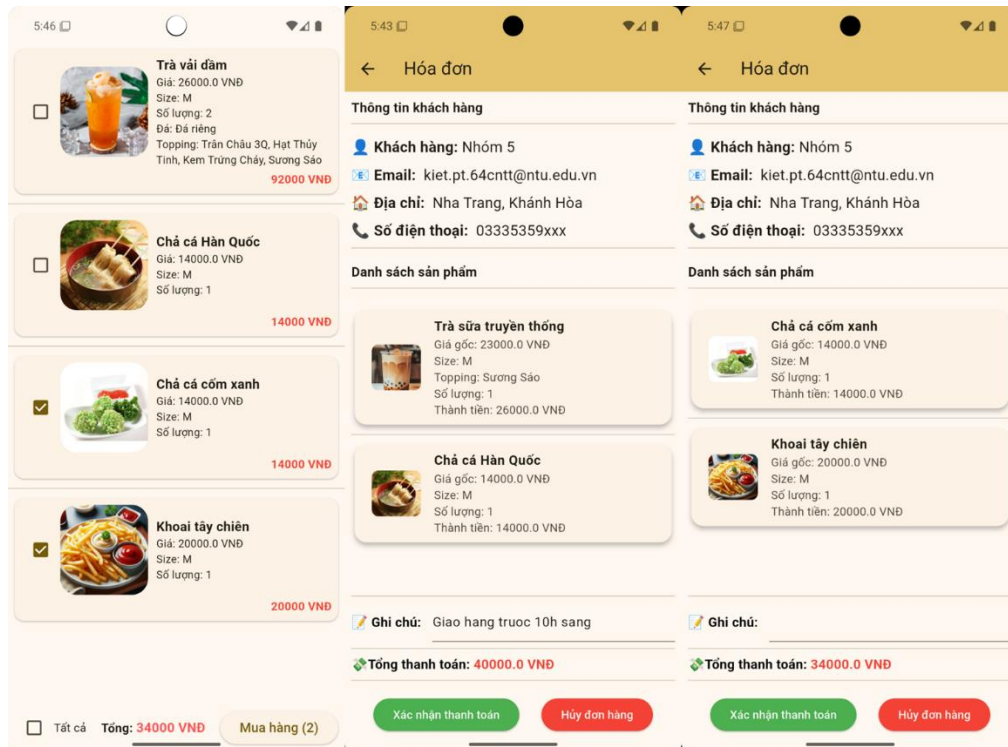 5:46
Trà vải dầm
Giá: 26000.0 VNĐ
Size: M
Số lượng: 2
Đá: Đá riêng
Topping: Trân Châu 3Q, Hạt Thủy
Tinh, Kem Trứng Cháy, Sương Sáo
92000 VNĐ
Chả cá Hàn Quốc
Giá: 14000.0 VNĐ
Size: M
Số lượng: 1
14000 VNĐ
Chả cá cốm xanh
Giá: 14000.0 VNĐ
Size: M
Số lượng: 1
14000 VNĐ
Khoai tây chiên
Giá: 20000.0 VNĐ
Size: M
Số lượng: 1
20000 VNĐ
Tất cả Tổng: 34000 VNĐ Mua hàng (2)
5:43
Hóa đơn
Thông tin khách hàng
Khách hàng: Nhóm 5
Email: kiet.pt.64cntt@ntu.edu.vn
Địa chỉ: Nha Trang, Khánh Hòa
Số điện thoại: 03335359xxx
Danh sách sản phẩm
Trà sữa truyền thống
Giá gốc: 23000.0 VNĐ
Size: M
Topping: Sương Sáo
Số lượng: 1
Thành tiền: 26000.0 VNĐ
Chả cá Hàn Quốc
Giá gốc: 14000.0 VNĐ
Size: M
Số lượng: 1
Thành tiền: 14000.0 VNĐ
Ghi chú: Giao hang truoc 10h sang
Tổng thanh toán: 40000.0 VNĐ
Xác nhận thanh toán Hủy đơn hàng
5:47
Hóa đơn
Thông tin khách hàng
Khách hàng: Nhóm 5
Email: kiet.pt.64cntt@ntu.edu.vn
Địa chỉ: Nha Trang, Khánh Hòa
Số điện thoại: 03335359xxx
Danh sách sản phẩm
Chả cá cốm xanh
Giá gốc: 14000.0 VNĐ
Size: M
Số lượng: 1
Thành tiền: 14000.0 VNĐ
Khoai tây chiên
Giá gốc: 20000.0 VNĐ
Size: M
Số lượng: 1
Thành tiền: 20000.0 VNĐ
Ghi chú:
Tổng thanh toán: 34000.0 VNĐ
Xác nhận thanh toán Hủy đơn hàng